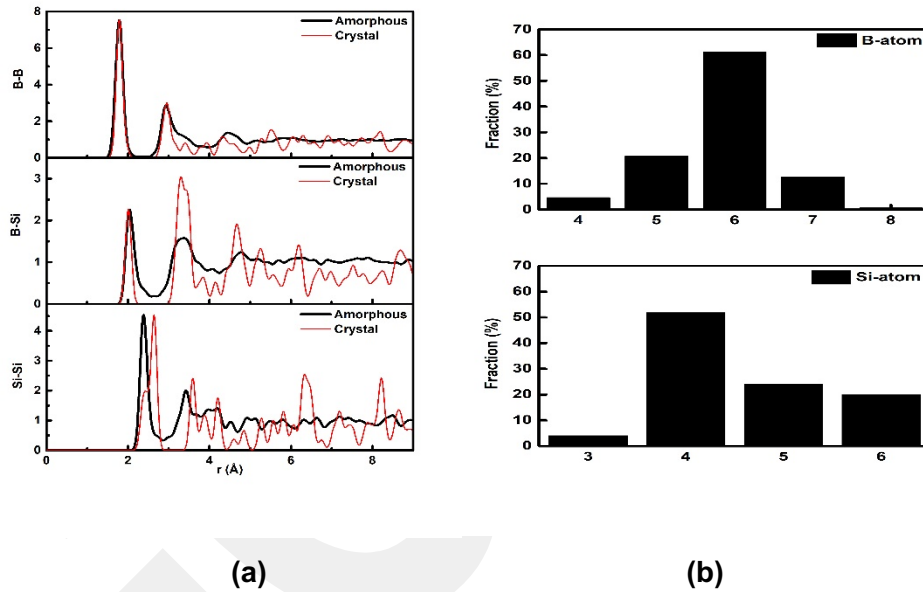 Amorphous
Crystal
B-B
8
6
4
2
0
Amorphous
Crystal
B-Si
3
2
1
0
Amorphous
Crystal
Si-Si
4
3
2
1
0
0 2 4 6 8
r (Å)
B-atom
Fraction (%)
70
60
50
40
30
20
10
0
4 5 6 7 8
Si-atom
Fraction (%)
70
60
50
40
30
20
10
0
3 4 5 6
(a)
(b)